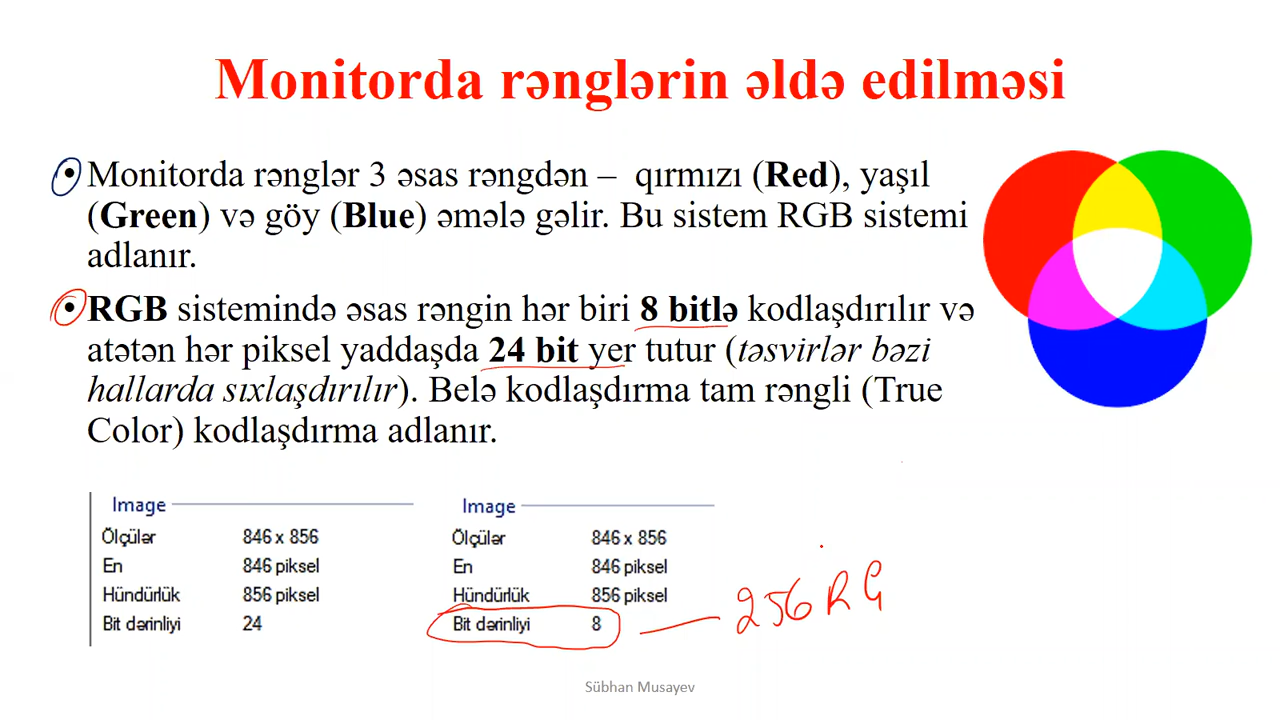 Monitorda rənglərin əldə edilməsi
• Monitorda rənglər 3 əsas rəngdən – qırmızı (Red), yaşıl
(Green) və göy (Blue) əmələ gəlir. Bu sistem RGB sistemi
adlanır.
• RGB sistemində əsas rəngin hər biri 8 bitlə kodlaşdırılır və
atətən hər piksel yaddaşda 24 bit yer tutur (təsvirlər bəzi
hallarda sıxlaşdırılır). Belə kodlaşdırma tam rəngli (True
Color) kodlaşdırma adlanır.
Image
Ölçülər 846 x 856
En 846 piksel
Hündürlük 856 piksel
Bit dərinliyi 24
Image
Ölçülər 846 x 856
En 846 piksel
Hündürlük 856 piksel
Bit dərinliyi 8
256 R G
Sübhan Musayev